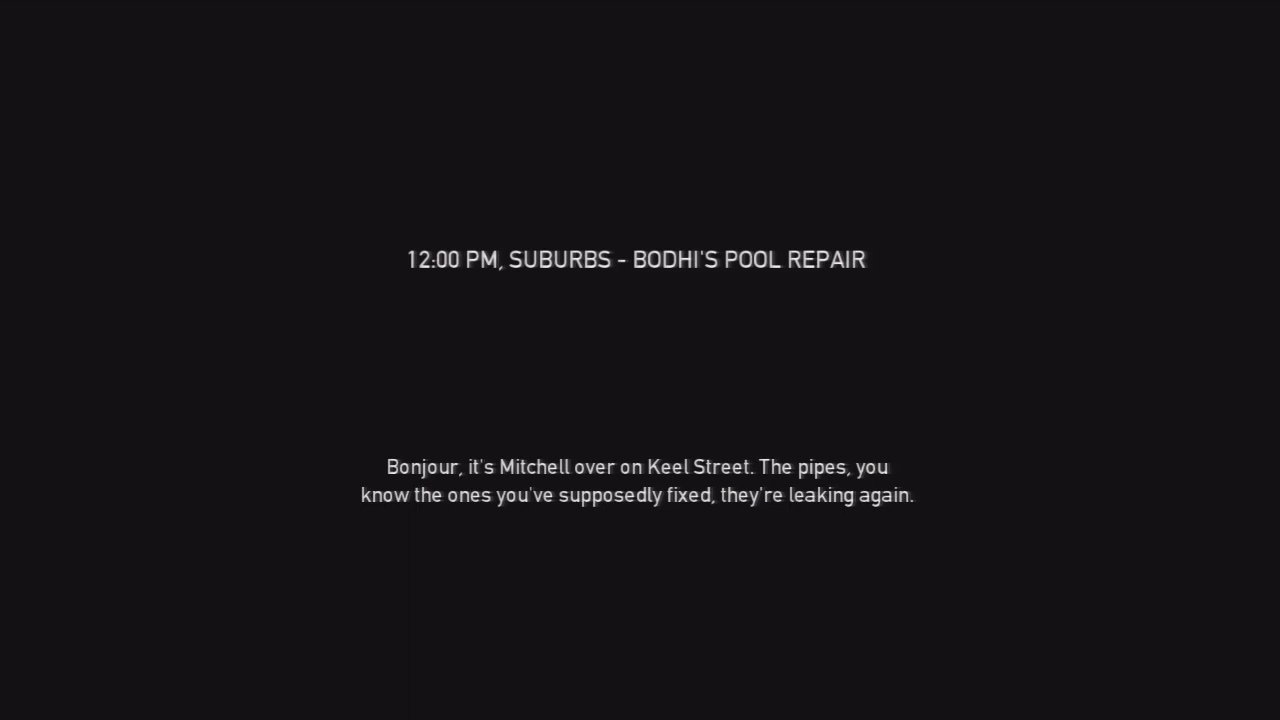 12:00 PM, SUBURBS - BODHI'S POOL REPAIR
Bonjour, it's Mitchell over on Keel Street. The pipes, you
know the ones you've supposedly fixed, they're leaking again.